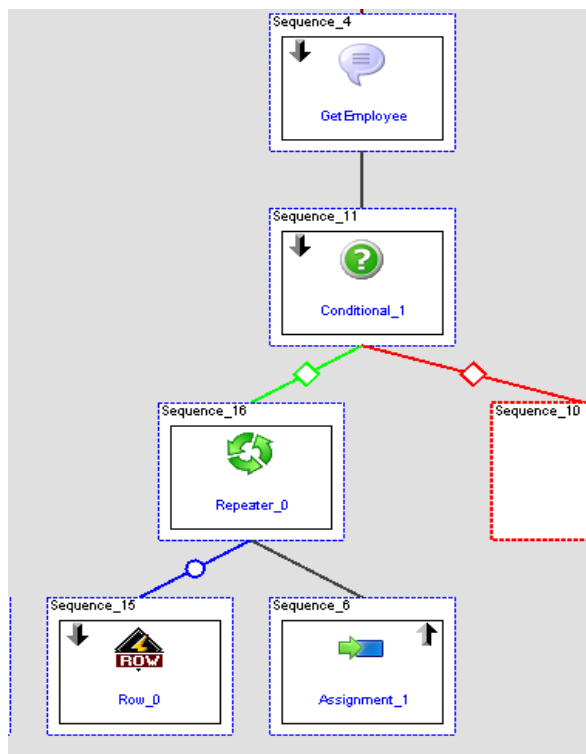 Sequence_4
GetEmployee
Sequence_11
?
Conditional_1
Sequence_16
Repeater_0
Sequence_10
Sequence_15
ROW
Row_0
Sequence_6
Assignment_1